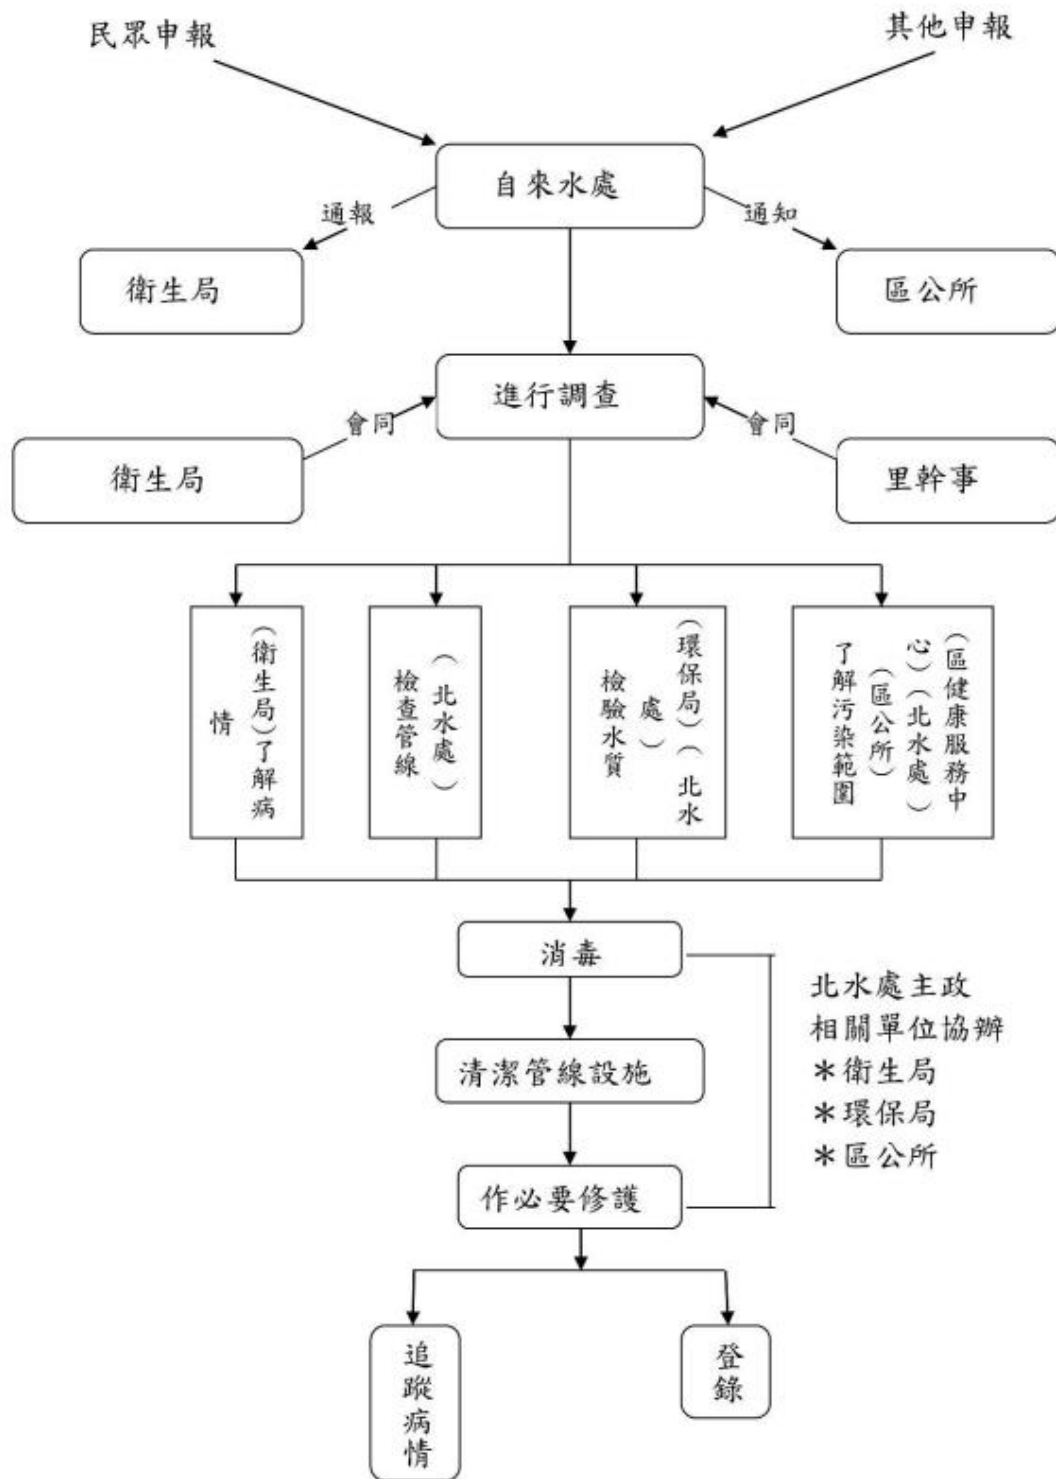 民眾申報
其他申報
自來水處
通報
通知
衛生局
區公所
進行調查
會同
會同
衛生局
里幹事
(衛生局)了解病
情
(北水處)
檢查管線
(環保局)(北水
處)
檢驗水質
(區健康服務中
心)(北水處)
(區公所)
了解污染範圍
消毒
北水處主政
相關單位協辦
＊衛生局
＊環保局
＊區公所
清潔管線設施
作必要修護
追蹤病情
登錄